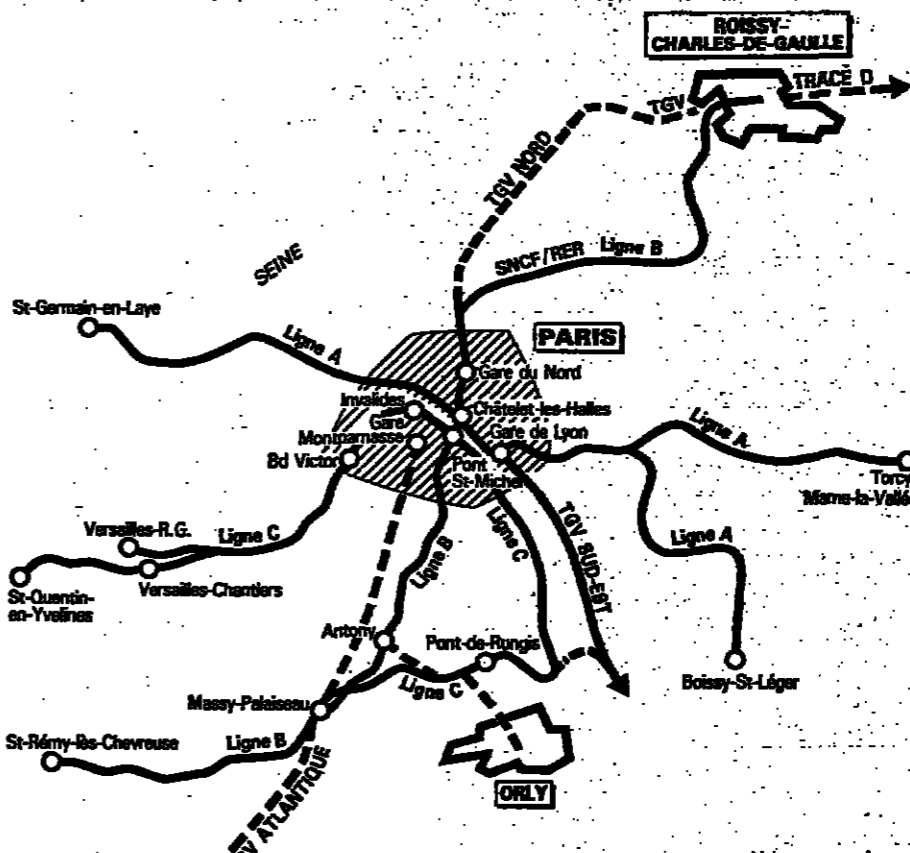 ROISSY-
CHARLES-DE-GAULLE
TGV
TRACÉ D
TGV NORD
SNCF/RER
Ligne B
SEINE
St-Germain-en-Laye
Ligne A
PARIS
Gare du Nord
Invalides
Châtelet-les-Halles
Gare
Montparnasse
Gare de Lyon
Bd Victor
Pont
St-Michel
Ligne A
Torcy
Marne-la-Vallé
Versailles-R.G.
Ligne C
Ligne B
Ligne C
TGV SUD-EST
Ligne A
St-Quentin-
en-Yvelines
Versailles-Chantiers
Antony
Pont-de-Rungis
Boissy-St-Léger
Massy-Palaiseau
Ligne C
St-Rémy-lès-Chevreuse
Ligne B
V ATLANTIQUE
ORLY